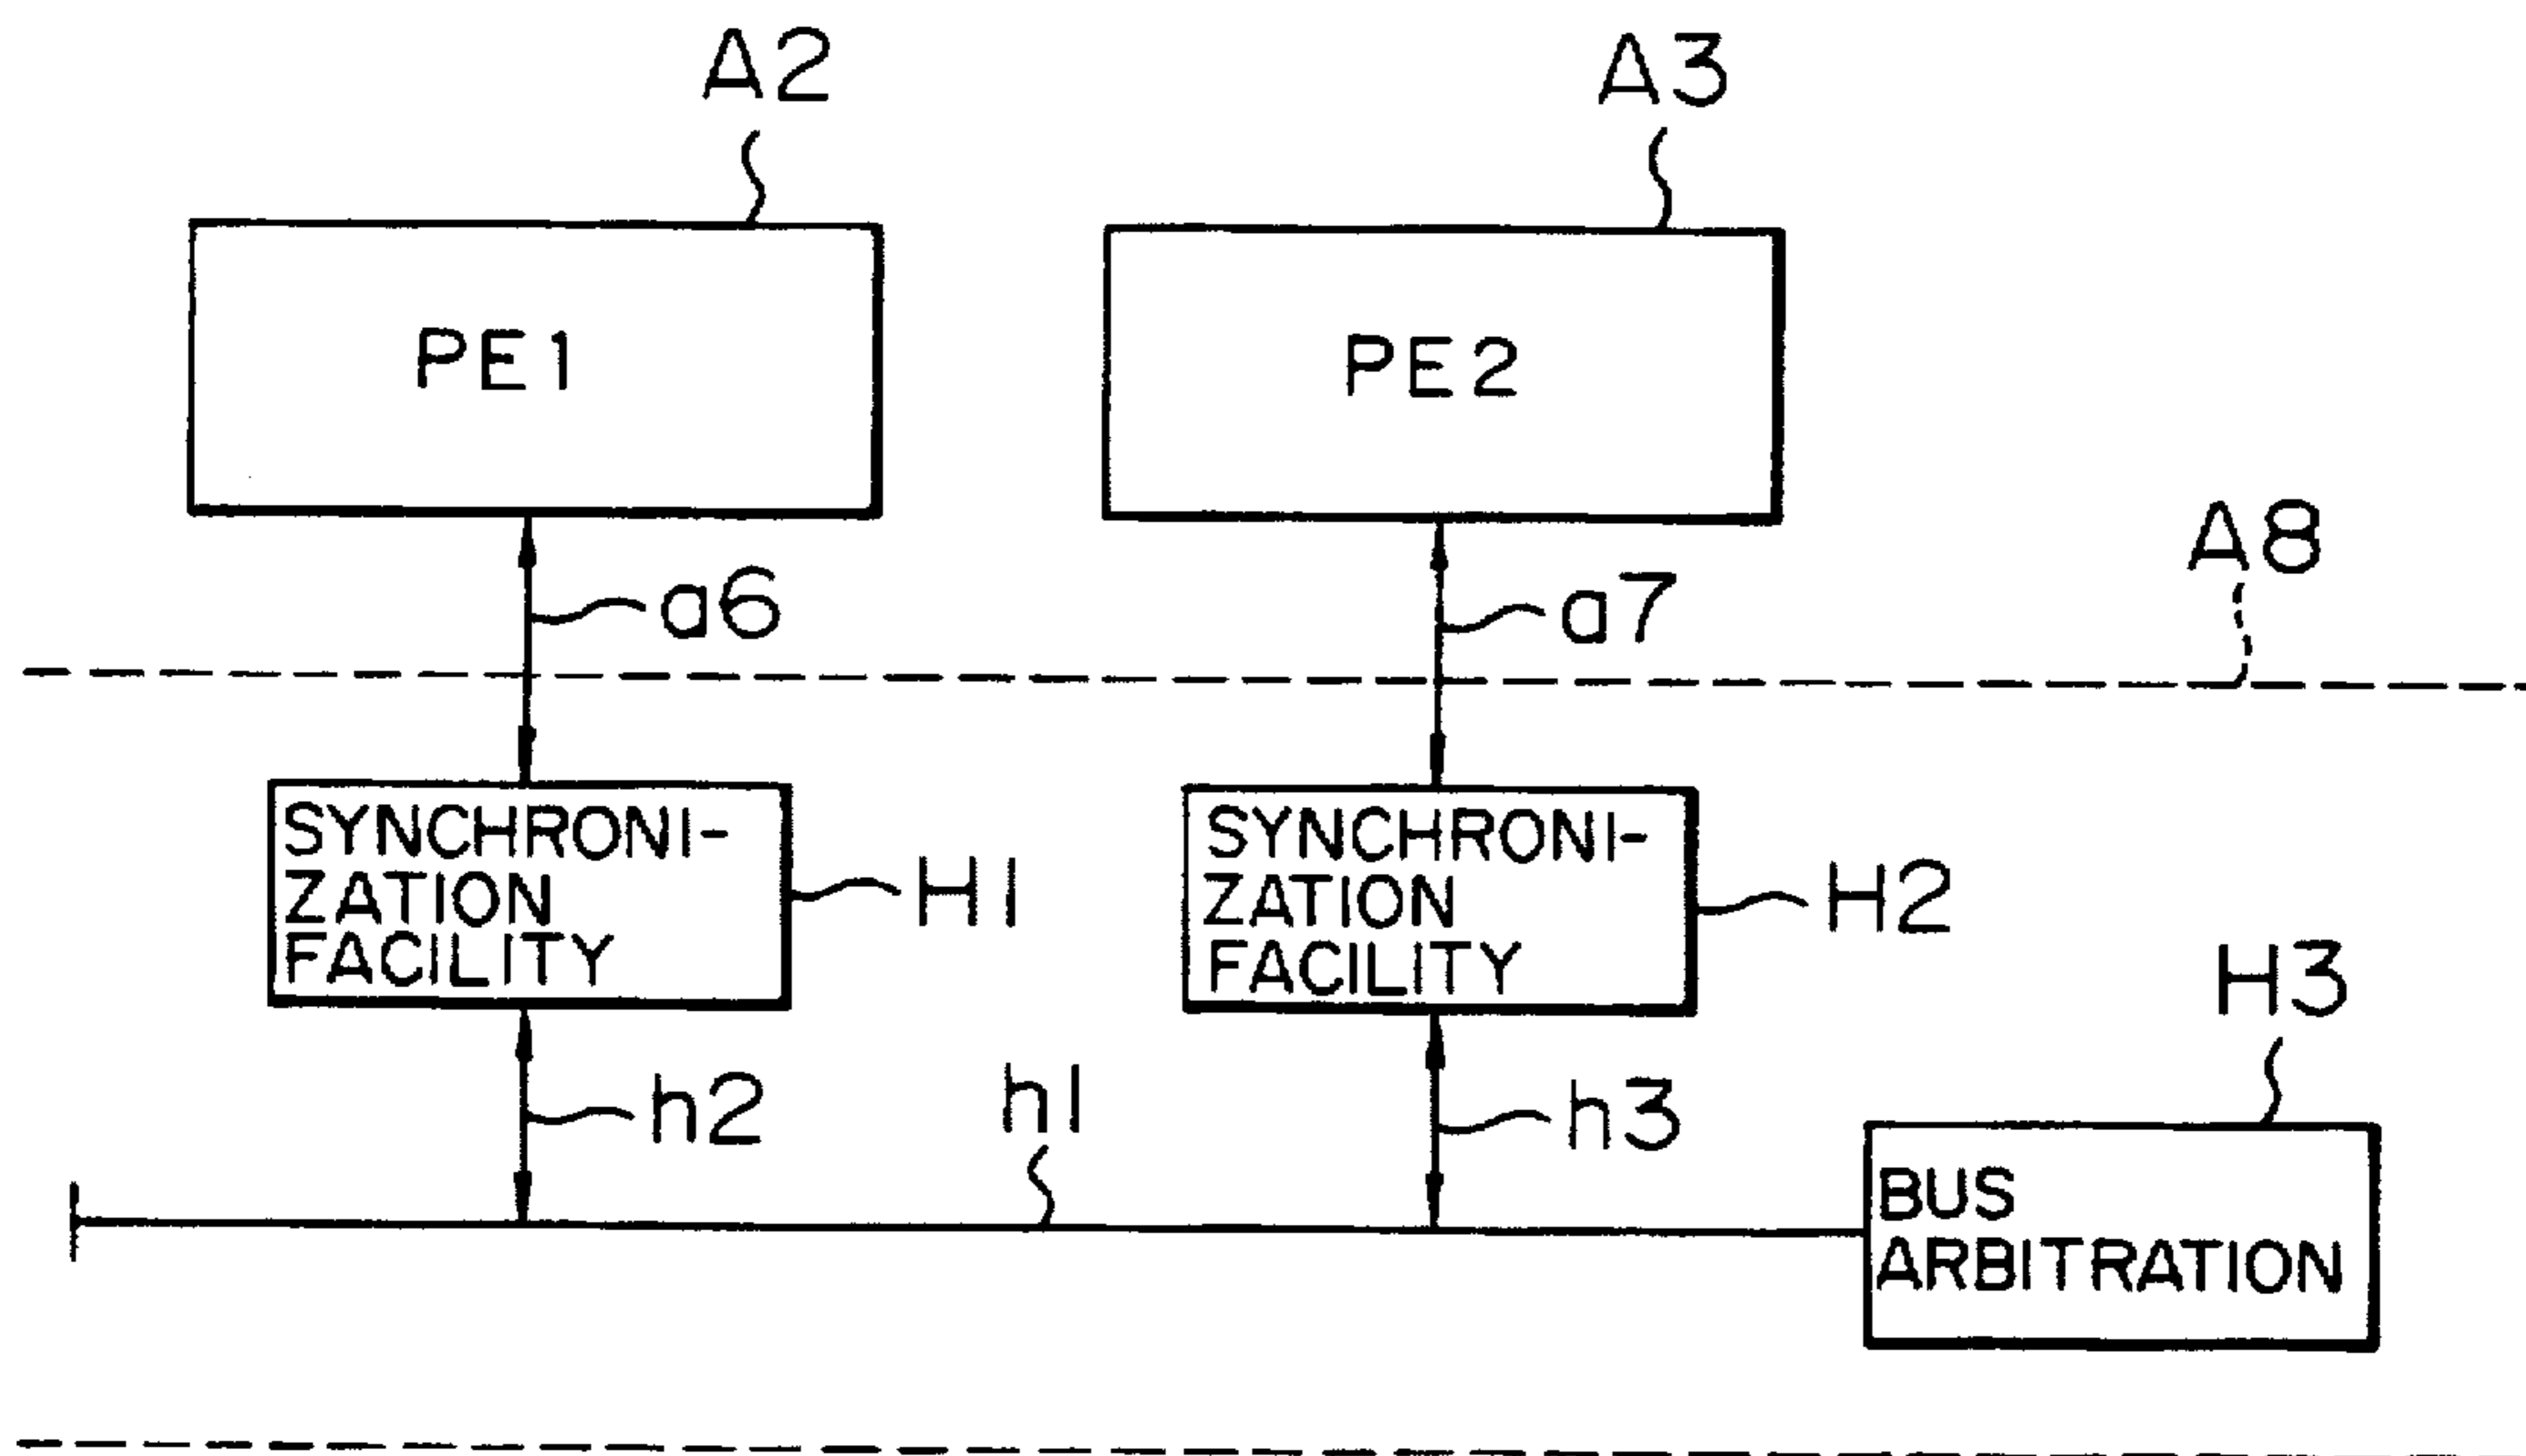 A2
A3
PE1
PE2
A8
a6
a7
SYNCHRONI-
ZATION
FACILITY
H1
SYNCHRONI-
ZATION
FACILITY
H2
H3
h2
h1
h3
BUS
ARBITRATION